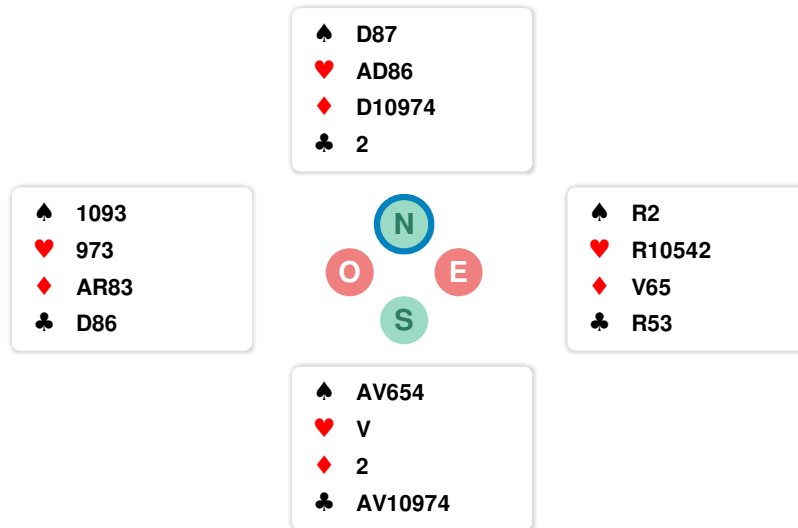 ♠ D87
♥ AD86
♦ D10974
♣ 2
♠ 1093
♥ 973
♦ AR83
♣ D86
N
O E
S
♠ R2
♥ R10542
♦ V65
♣ R53
♠ AV654
♥ V
♦ 2
♣ AV10974